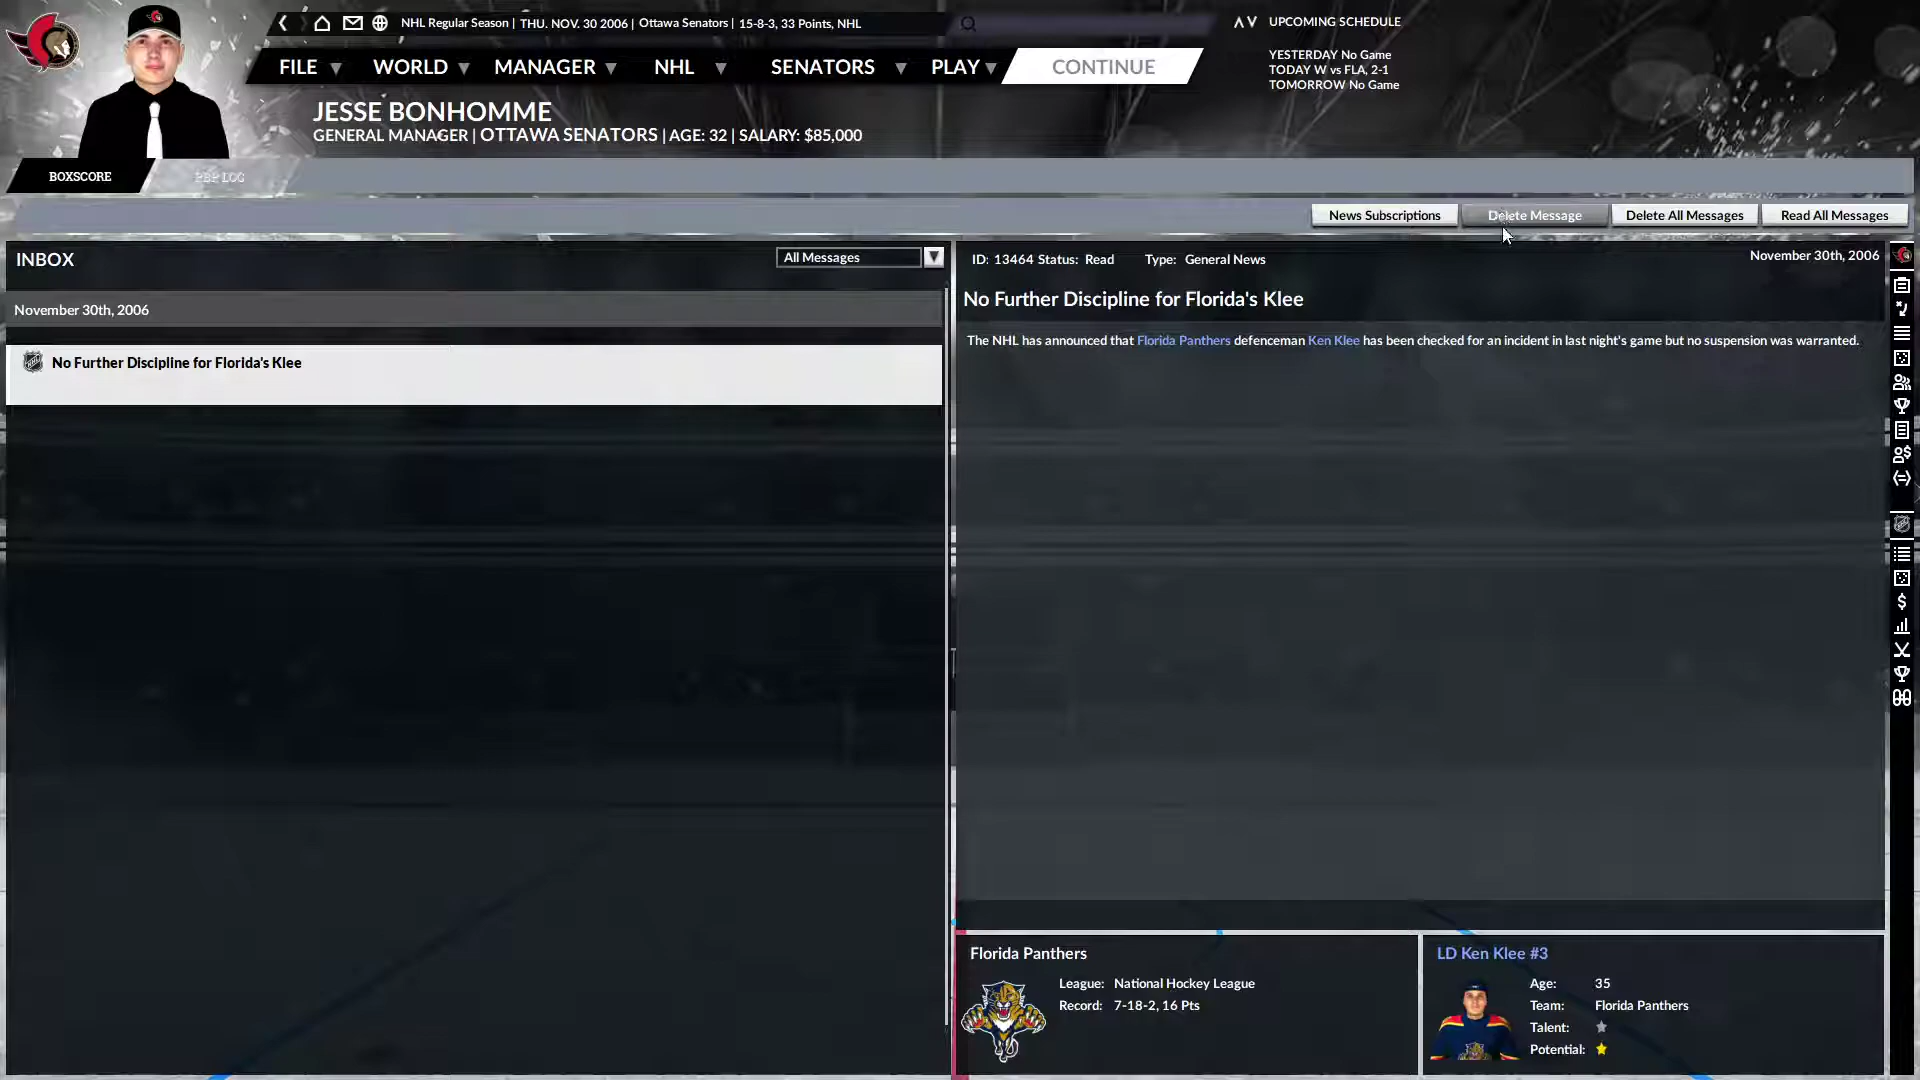 NHL Regular Season | THU. NOV. 30 2006 | Ottawa Senators | 15-8-3, 33 Points, NHL
UPCOMING SCHEDULE
YESTERDAY No Game
TODAY W vs FLA, 2-1
TOMORROW No Game
FILE WORLD MANAGER NHL SENATORS PLAY CONTINUE
JESSE BONHOMME
GENERAL MANAGER | OTTAWA SENATORS | AGE: 32 | SALARY: $85,000
BOXSCORE PBP LOG
News Subscriptions Delete Message Delete All Messages Read All Messages
INBOX All Messages
November 30th, 2006
No Further Discipline for Florida's Klee
ID: 13464 Status: Read Type: General News November 30th, 2006
No Further Discipline for Florida's Klee
The NHL has announced that Florida Panthers defenceman Ken Klee has been checked for an incident in last night's game but no suspension was warranted.
Florida Panthers
League: National Hockey League
Record: 7-18-2, 16 Pts
LD Ken Klee #3
Age: 35
Team: Florida Panthers
Talent:
Potential: